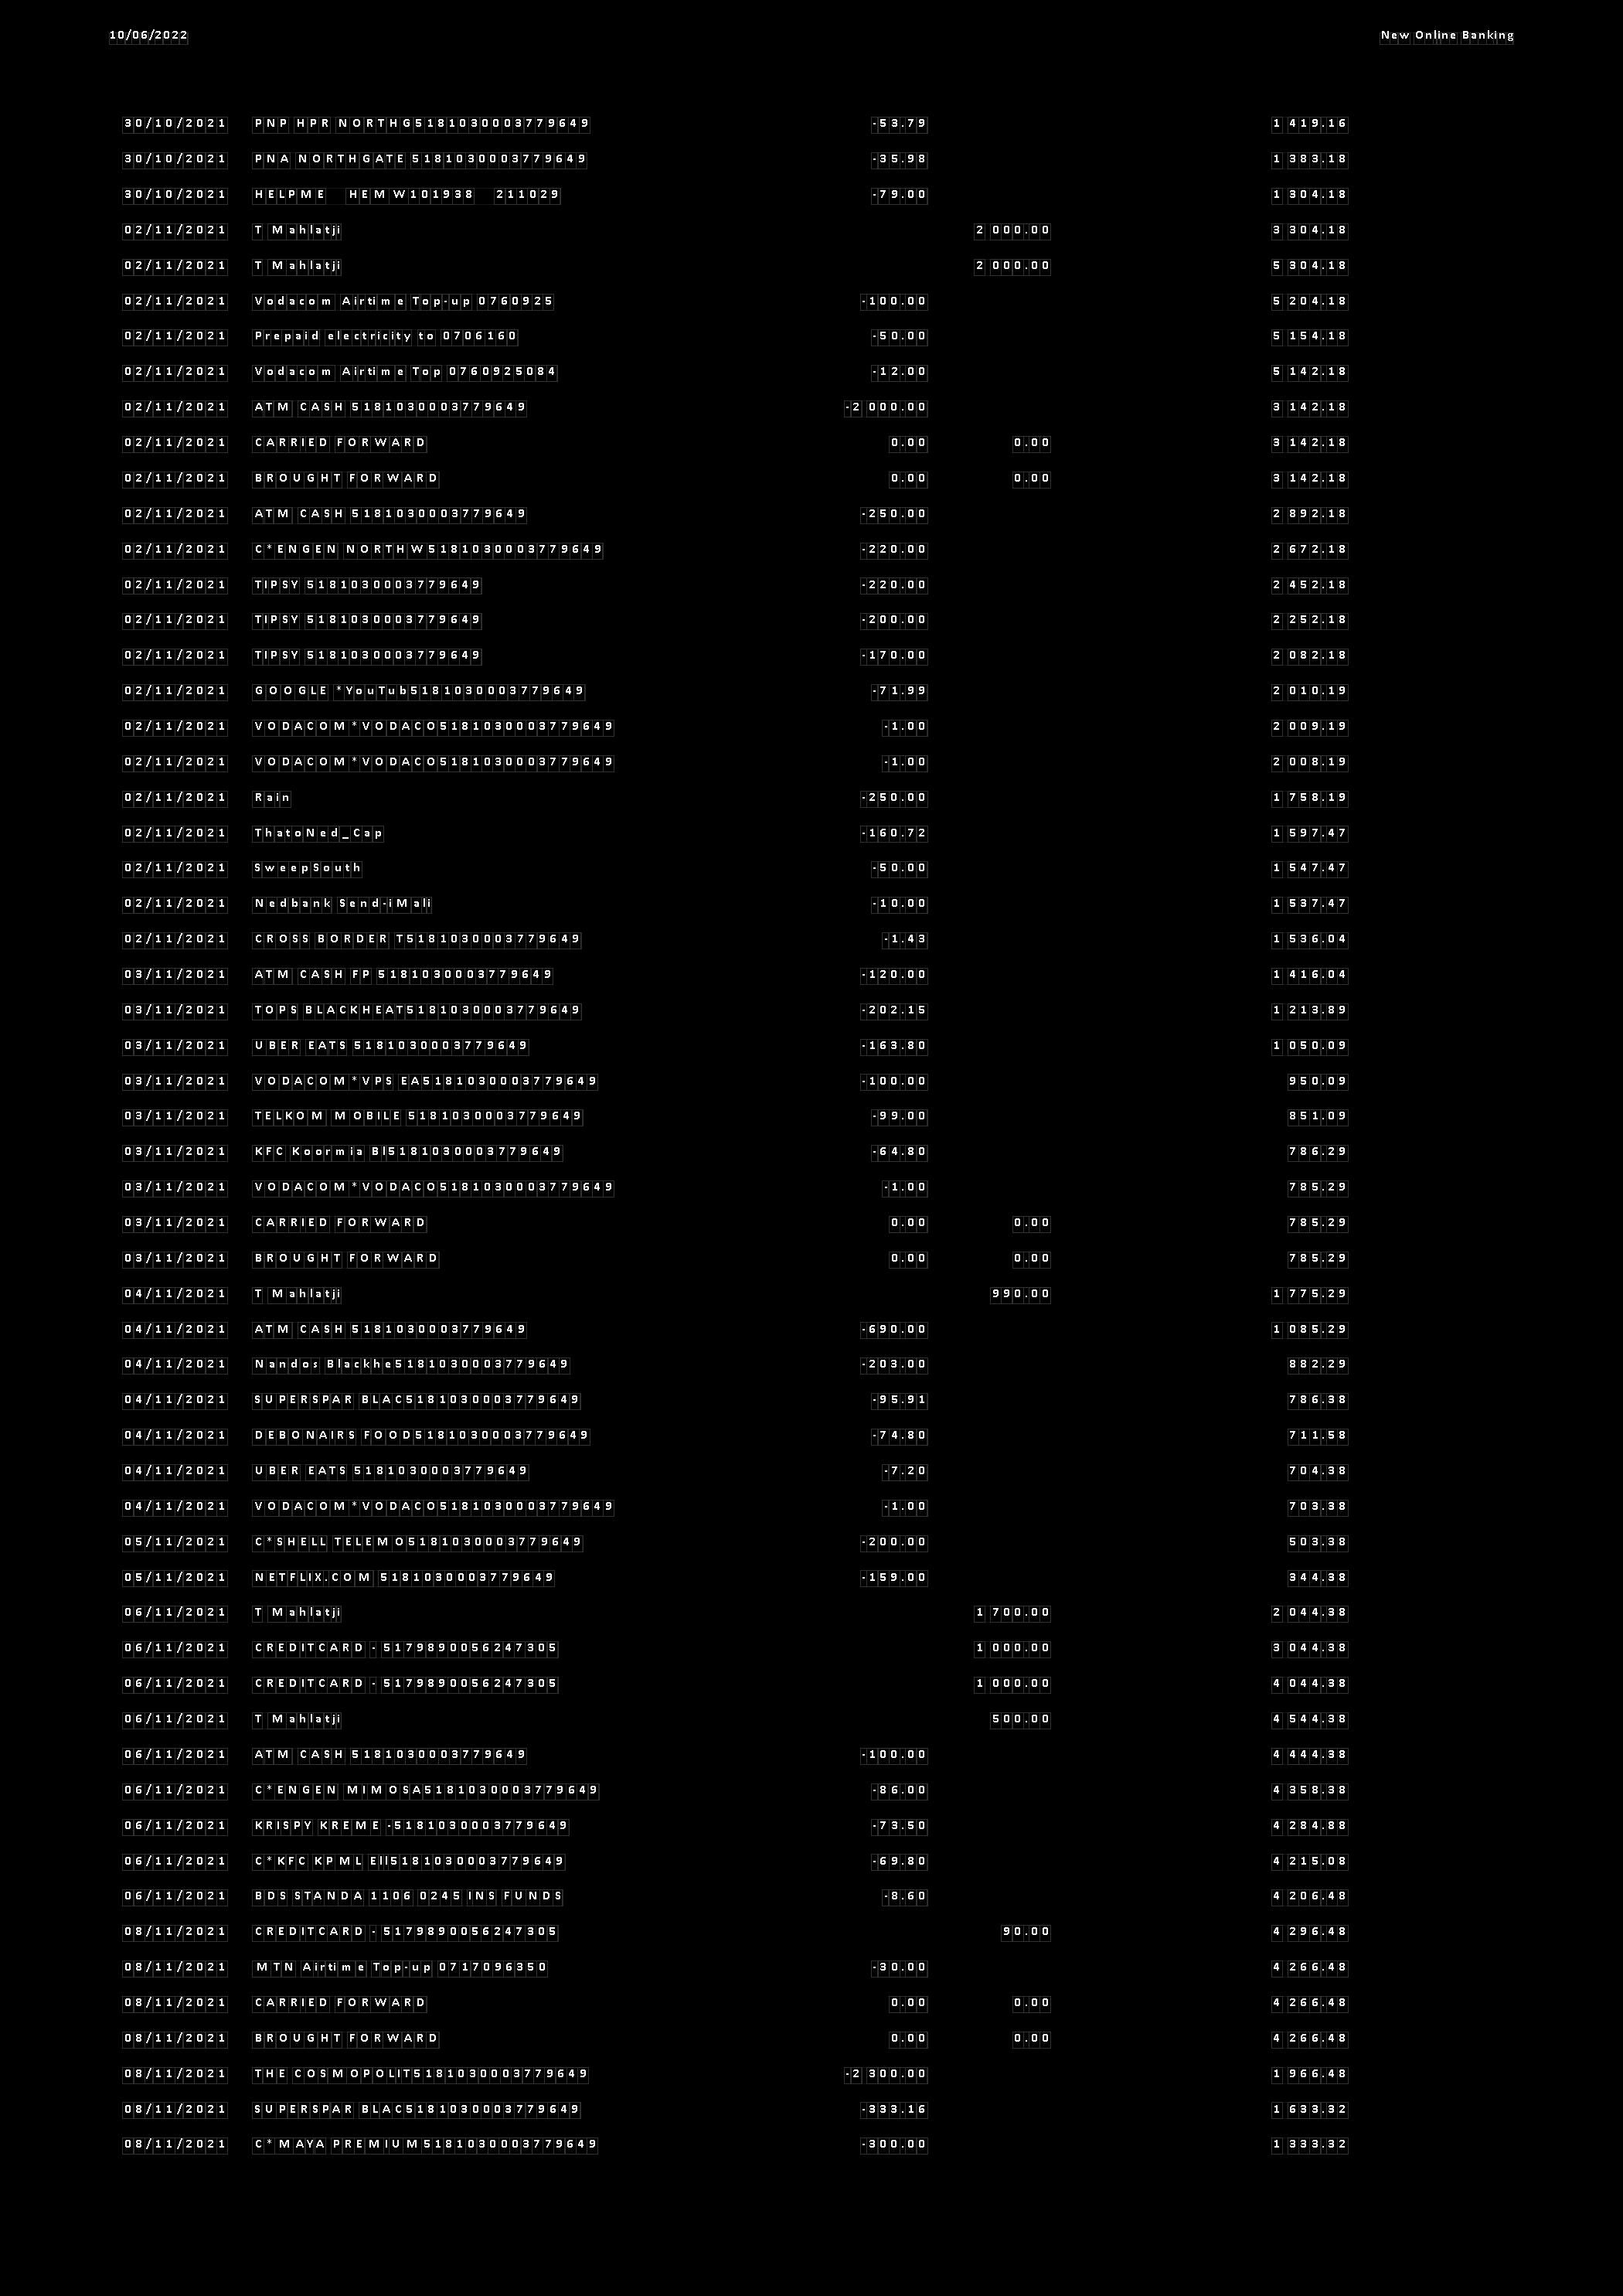 10/06/2022 New Online Banking
30/10/2021 PNP HPR NORTHG5181030003779649 -53.79 1 419.16
30/10/2021 PNA NORTHGATE 5181030003779649 -35.98 1 383.18
30/10/2021 HELPME HEMW101938 211029 -79.00 1 304.18
02/11/2021 T Mahlatji 2 000.00 3 304.18
02/11/2021 T Mahlatji 2 000.00 5 304.18
02/11/2021 Vodacom Airtime Top-up 0760925 -100.00 5 204.18
02/11/2021 Prepaid electricity to 0706160 -50.00 5 154.18
02/11/2021 Vodacom Airtime Top 0760925084 -12.00 5 142.18
02/11/2021 ATM CASH 5181030003779649 -2 000.00 3 142.18
02/11/2021 CARRIED FORWARD 0.00 0.00 3 142.18
02/11/2021 BROUGHT FORWARD 0.00 0.00 3 142.18
02/11/2021 ATM CASH 5181030003779649 -250.00 2 892.18
02/11/2021 C*ENGEN NORTHW5181030003779649 -220.00 2 672.18
02/11/2021 TIPSY 5181030003779649 -220.00 2 452.18
02/11/2021 TIPSY 5181030003779649 -200.00 2 252.18
02/11/2021 TIPSY 5181030003779649 -170.00 2 082.18
02/11/2021 GOOGLE *YouTub5181030003779649 -71.99 2 010.19
02/11/2021 VODACOM*VODACO5181030003779649 -1.00 2 009.19
02/11/2021 VODACOM*VODACO5181030003779649 -1.00 2 008.19
02/11/2021 Rain -250.00 1 758.19
02/11/2021 ThatoNed_Cap -160.72 1 597.47
02/11/2021 SweepSouth -50.00 1 547.47
02/11/2021 Nedbank Send-iMali -10.00 1 537.47
02/11/2021 CROSS BORDER T5181030003779649 -1.43 1 536.04
03/11/2021 ATM CASH FP 5181030003779649 -120.00 1 416.04
03/11/2021 TOPS BLACKHEAT5181030003779649 -202.15 1 213.89
03/11/2021 UBER EATS 5181030003779649 -163.80 1 050.09
03/11/2021 VODACOM*VPS EA5181030003779649 -100.00 950.09
03/11/2021 TELKOM MOBILE 5181030003779649 -99.00 851.09
03/11/2021 KFC Koormia Bl5181030003779649 -64.80 786.29
03/11/2021 VODACOM*VODACO5181030003779649 -1.00 785.29
03/11/2021 CARRIED FORWARD 0.00 0.00 785.29
03/11/2021 BROUGHT FORWARD 0.00 0.00 785.29
04/11/2021 T Mahlatji 990.00 1 775.29
04/11/2021 ATM CASH 5181030003779649 -690.00 1 085.29
04/11/2021 Nandos Blackhe5181030003779649 -203.00 882.29
04/11/2021 SUPERSPAR BLAC5181030003779649 -95.91 786.38
04/11/2021 DEBONAIRS FOOD5181030003779649 -74.80 711.58
04/11/2021 UBER EATS 5181030003779649 -7.20 704.38
04/11/2021 VODACOM*VODACO5181030003779649 -1.00 703.38
05/11/2021 C*SHELL TELEMO5181030003779649 -200.00 503.38
05/11/2021 NETFLIX.COM 5181030003779649 -159.00 344.38
06/11/2021 T Mahlatji 1 700.00 2 044.38
06/11/2021 CREDITCARD - 5179890056247305 1 000.00 3 044.38
06/11/2021 CREDITCARD - 5179890056247305 1 000.00 4 044.38
06/11/2021 T Mahlatji 500.00 4 544.38
06/11/2021 ATM CASH 5181030003779649 -100.00 4 444.38
06/11/2021 C*ENGEN MIMOSA5181030003779649 -86.00 4 358.38
06/11/2021 KRISPY KREME -5181030003779649 -73.50 4 284.88
06/11/2021 C*KFC KPML Ell5181030003779649 -69.80 4 215.08
06/11/2021 BDS STANDA 1106 0245 INS FUNDS -8.60 4 206.48
08/11/2021 CREDITCARD - 5179890056247305 90.00 4 296.48
08/11/2021 MTN Airtime Top-up 0717096350 -30.00 4 266.48
08/11/2021 CARRIED FORWARD 0.00 0.00 4 266.48
08/11/2021 BROUGHT FORWARD 0.00 0.00 4 266.48
08/11/2021 THE COSMOPOLIT5181030003779649 -2 300.00 1 966.48
08/11/2021 SUPERSPAR BLAC5181030003779649 -333.16 1 633.32
08/11/2021 C*MAYA PREMIUM5181030003779649 -300.00 1 333.32